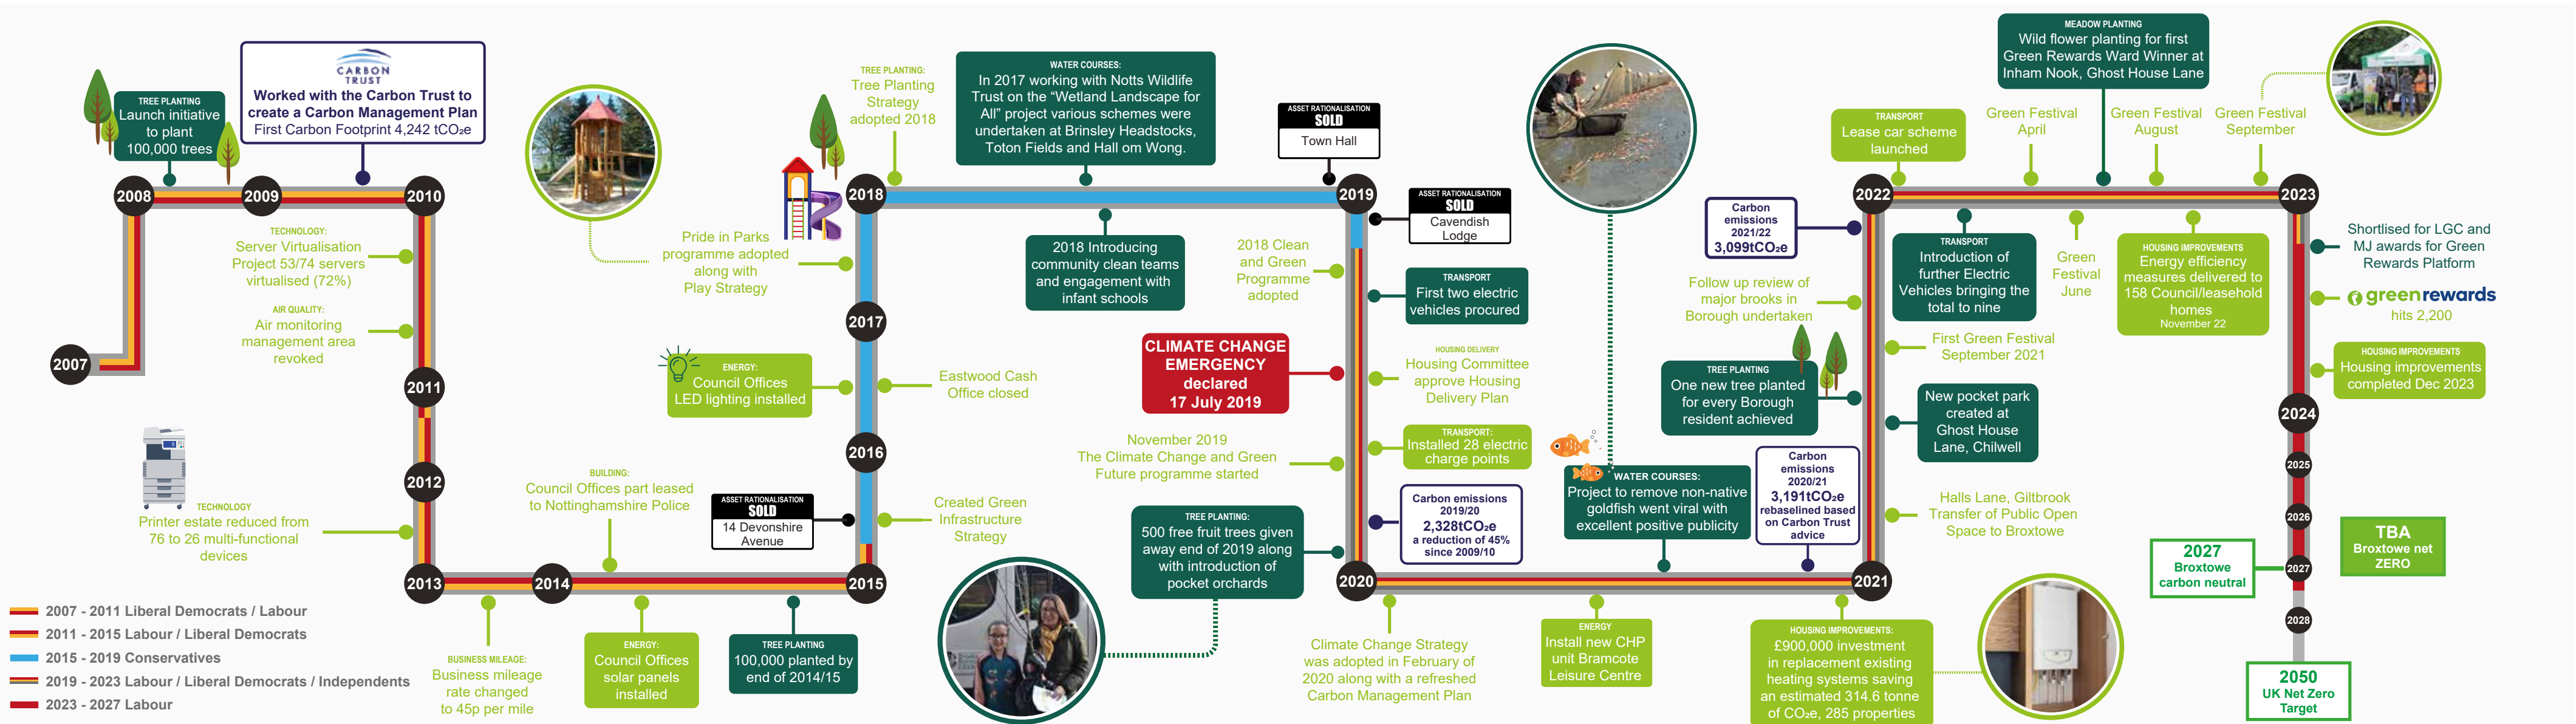 2007
2008
TREE PLANTING
Launch initiative
to plant
100,000 trees
2009
CARBON
TRUST
Worked with the Carbon Trust to
create a Carbon Management Plan
First Carbon Footprint 4,242 tCO₂e
2010
TECHNOLOGY:
Server Virtualisation
Project 53/74 servers
virtualised (72%)
AIR QUALITY:
Air monitoring
management area
revoked
2011
2012
TECHNOLOGY
Printer estate reduced from
76 to 26 multi-functional
devices
2013
BUSINESS MILEAGE:
Business mileage
rate changed
to 45p per mile
2014
BUILDING:
Council Offices part leased
to Nottinghamshire Police
ENERGY:
Council Offices
solar panels
installed
TREE PLANTING
100,000 planted by
end of 2014/15
2015
ASSET RATIONALISATION
SOLD
14 Devonshire
Avenue
Created Green
Infrastructure
Strategy
2016
ENERGY:
Council Offices
LED lighting installed
Eastwood Cash
Office closed
2017
Pride in Parks
programme adopted
along with
Play Strategy
2018
TREE PLANTING:
Tree Planting
Strategy
adopted 2018
WATER COURSES:
In 2017 working with Notts Wildlife
Trust on the “Wetland Landscape for
All” project various schemes were
undertaken at Brinsley Headstocks,
Toton Fields and Hall om Wong.
2018 Introducing
community clean teams
and engagement with
infant schools
ASSET RATIONALISATION
SOLD
Town Hall
2019
ASSET RATIONALISATION
SOLD
Cavendish
Lodge
2018 Clean
and Green
Programme
adopted
TRANSPORT
First two electric
vehicles procured
CLIMATE CHANGE
EMERGENCY
declared
17 July 2019
HOUSING DELIVERY
Housing Committee
approve Housing
Delivery Plan
November 2019
The Climate Change and Green
Future programme started
TRANSPORT:
Installed 28 electric
charge points
Carbon emissions
2019/20
2,328tCO₂e
a reduction of 45%
since 2009/10
TREE PLANTING:
500 free fruit trees given
away end of 2019 along
with introduction of
pocket orchards
2020
Climate Change Strategy
was adopted in February of
2020 along with a refreshed
Carbon Management Plan
ENERGY
Install new CHP
unit Bramcote
Leisure Centre
WATER COURSES:
Project to remove non-native
goldfish went viral with
excellent positive publicity
Carbon
emissions
2020/21
3,191tCO₂e
rebaselined based
on Carbon Trust
advice
HOUSING IMPROVEMENTS:
£900,000 investment
in replacement existing
heating systems saving
an estimated 314.6 tonne
of CO₂e, 285 properties
2021
Halls Lane, Giltbrook
Transfer of Public Open
Space to Broxtowe
New pocket park
created at
Ghost House
Lane, Chilwell
TREE PLANTING
One new tree planted
for every Borough
resident achieved
First Green Festival
September 2021
Follow up review of
major brooks in
Borough undertaken
Carbon
emissions
2021/22
3,099tCO₂e
2022
TRANSPORT
Lease car scheme
launched
TRANSPORT
Introduction of
further Electric
Vehicles bringing the
total to nine
Green Festival
April
Green
Festival
June
MEADOW PLANTING
Wild flower planting for first
Green Rewards Ward Winner at
Inham Nook, Ghost House Lane
Green Festival
August
HOUSING IMPROVEMENTS
Energy efficiency
measures delivered to
158 Council/leasehold
homes
November 22
Green Festival
September
2023
Shortlised for LGC and
MJ awards for Green
Rewards Platform
greenrewards
hits 2,200
HOUSING IMPROVEMENTS
Housing improvements
completed Dec 2023
2024
2025
2026
2027
2027
Broxtowe
carbon neutral
TBA
Broxtowe net
ZERO
2028
2050
UK Net Zero
Target
2007 - 2011 Liberal Democrats / Labour
2011 - 2015 Labour / Liberal Democrats
2015 - 2019 Conservatives
2019 - 2023 Labour / Liberal Democrats / Independents
2023 - 2027 Labour